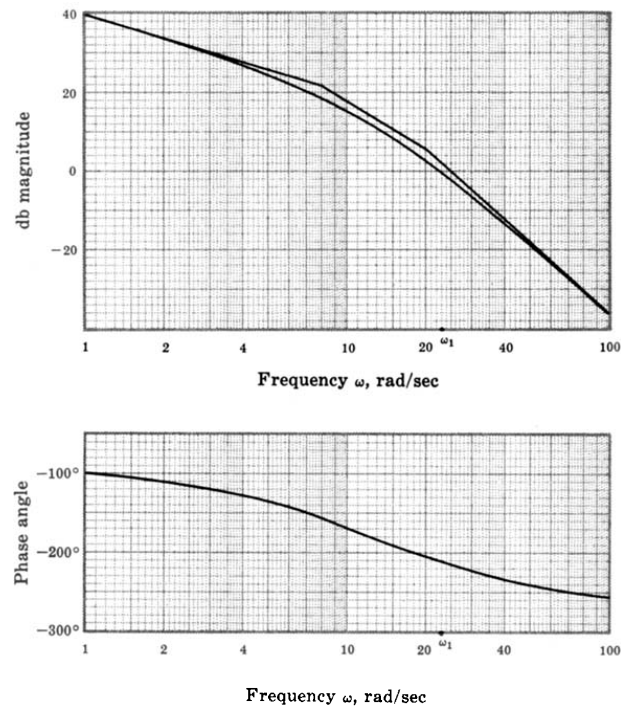 40
20
0
−20
db magnitude
1 2 4 10 20 ω₁ 40 100
Frequency ω, rad/sec
−100°
−200°
−300°
Phase angle
1 2 4 10 20 ω₁ 40 100
Frequency ω, rad/sec